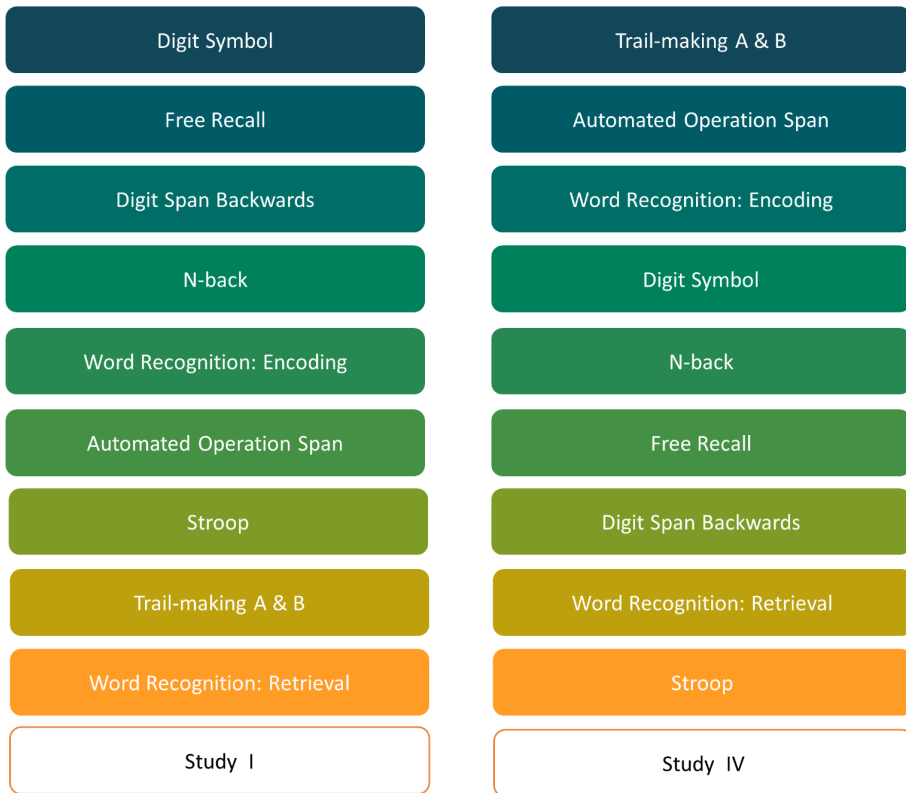 Digit Symbol
Free Recall
Digit Span Backwards
N-back
Word Recognition: Encoding
Automated Operation Span
Stroop
Trail-making A & B
Word Recognition: Retrieval
Study I
Trail-making A & B
Automated Operation Span
Word Recognition: Encoding
Digit Symbol
N-back
Free Recall
Digit Span Backwards
Word Recognition: Retrieval
Stroop
Study IV